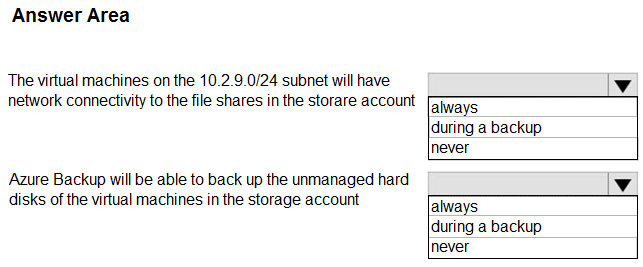 Answer Area
The virtual machines on the 10.2.9.0/24 subnet will have
network connectivity to the file shares in the storare account
always
during a backup
never
Azure Backup will be able to back up the unmanaged hard
disks of the virtual machines in the storage account
always
during a backup
never